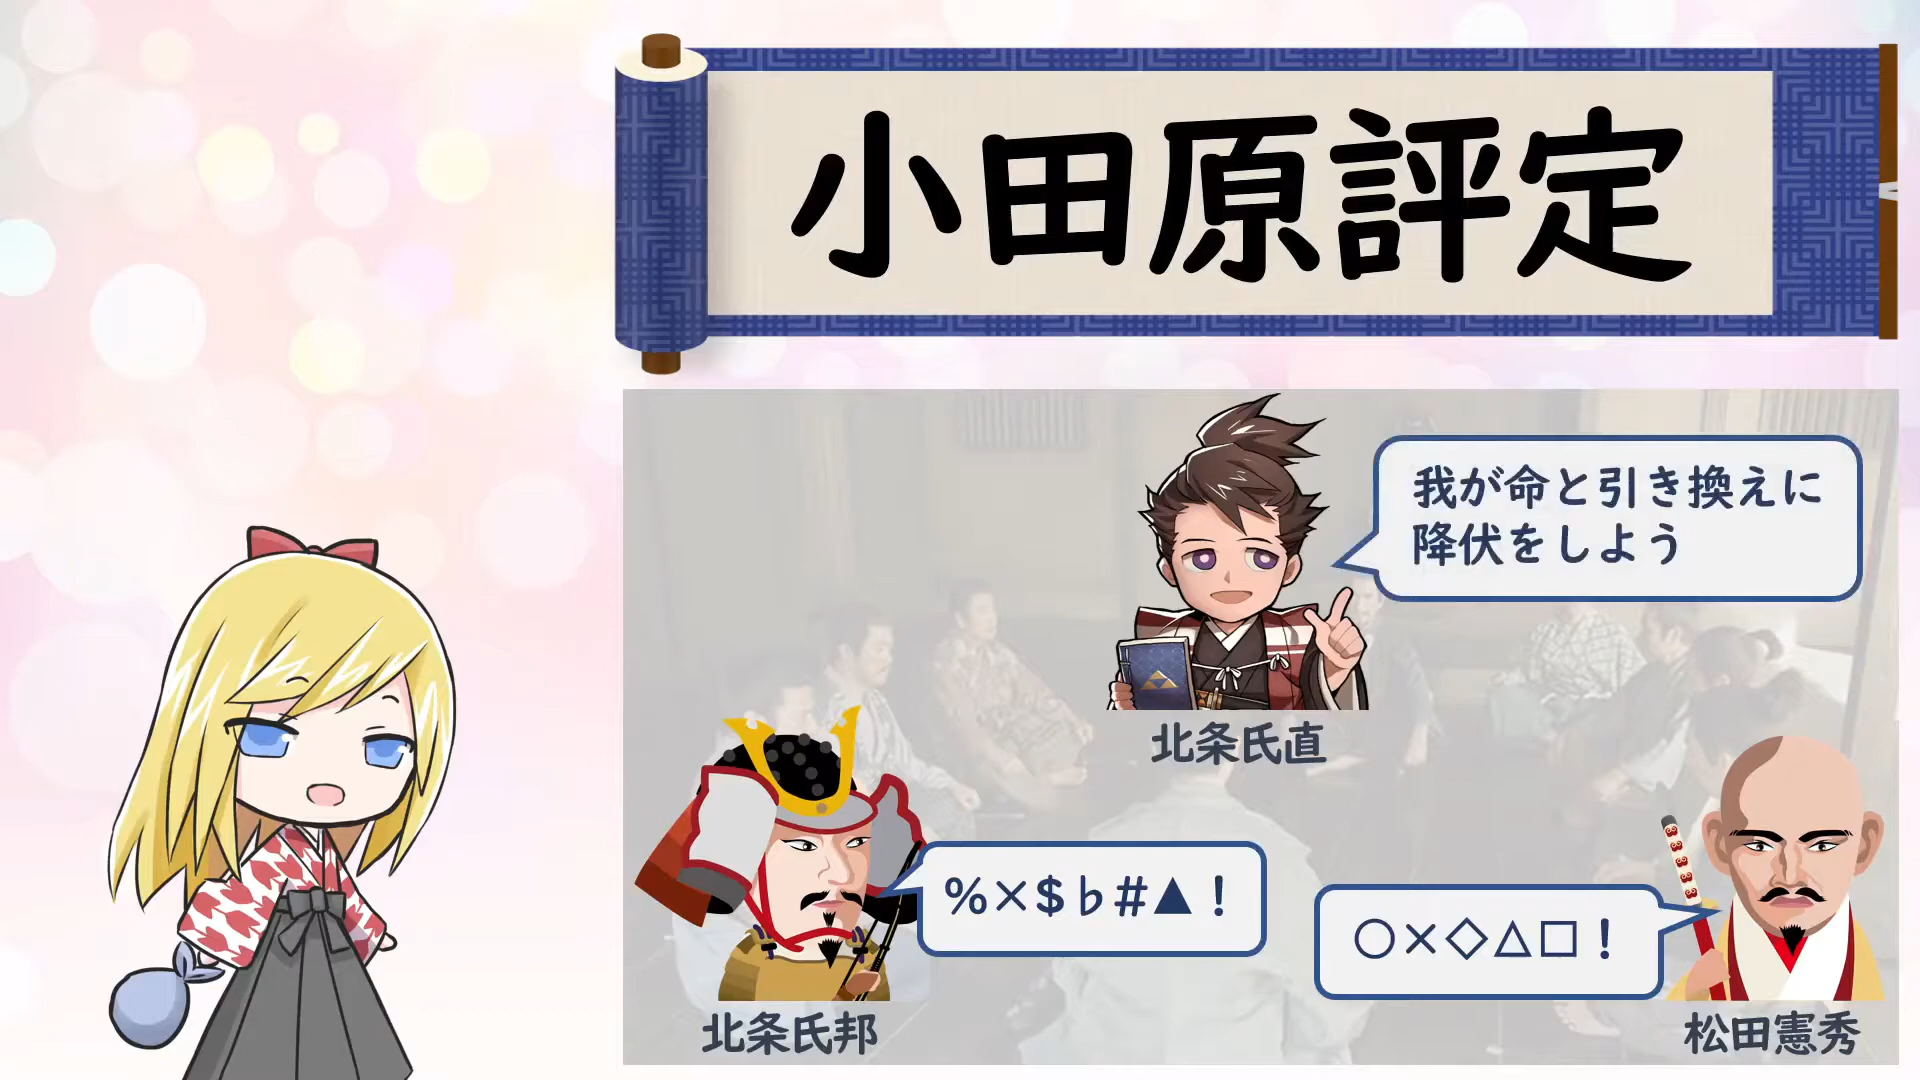 小田原評定
我が命と引き換えに
降伏をしよう
北条氏直
%×$♭#▲！
北条氏邦
○×◇△□！
松田憲秀